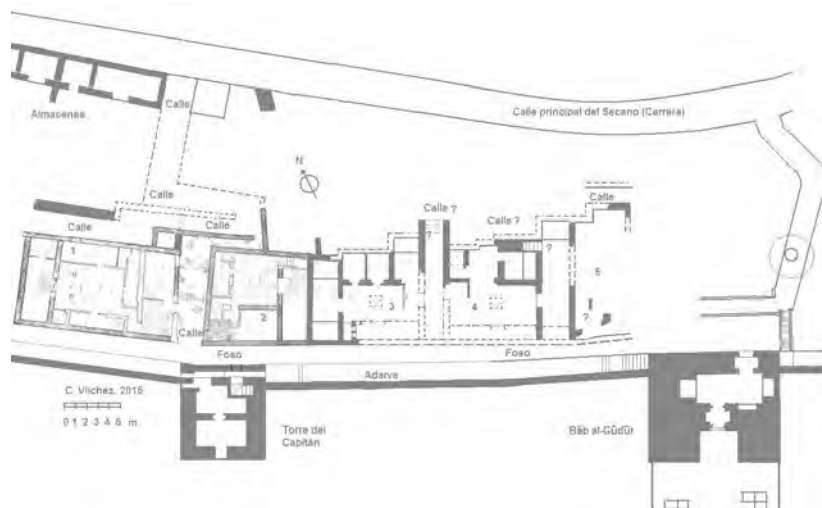 Calle
Almacenes
Calle principal del Secano (Carrera)
N
Calle
Calle
Calle
Calle ?
Calle ?
?
?
1
2
3
4
5
?
Calle
Foso
Foso
Adarve
C. Vílchez, 2015
0 1 2 3 4 5 m
Torre del
Capitán
Bāb al-Gūdūr